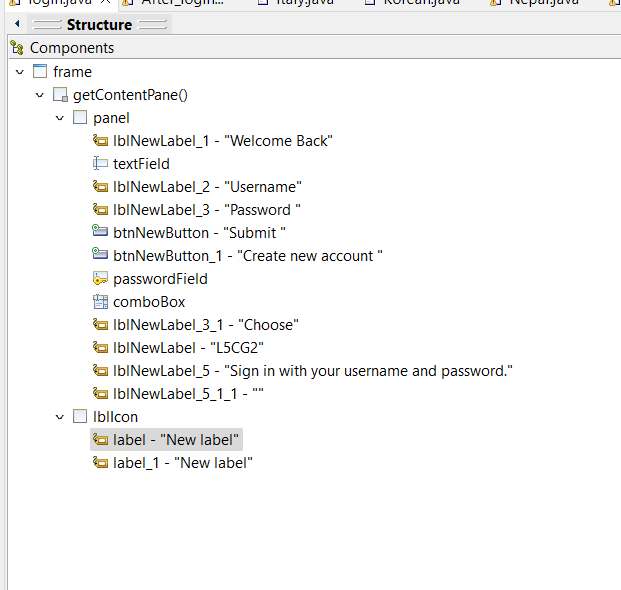 login.java After_login... Italy.java Korean.java Nepal.java
Structure
Components
frame
getContentPane()
panel
lblNewLabel_1 - "Welcome Back"
textField
lblNewLabel_2 - "Username"
lblNewLabel_3 - "Password "
btnNewButton - "Submit "
btnNewButton_1 - "Create new account "
passwordField
comboBox
lblNewLabel_3_1 - "Choose"
lblNewLabel - "L5CG2"
lblNewLabel_5 - "Sign in with your username and password."
lblNewLabel_5_1_1 - ""
lblIcon
label - "New label"
label_1 - "New label"